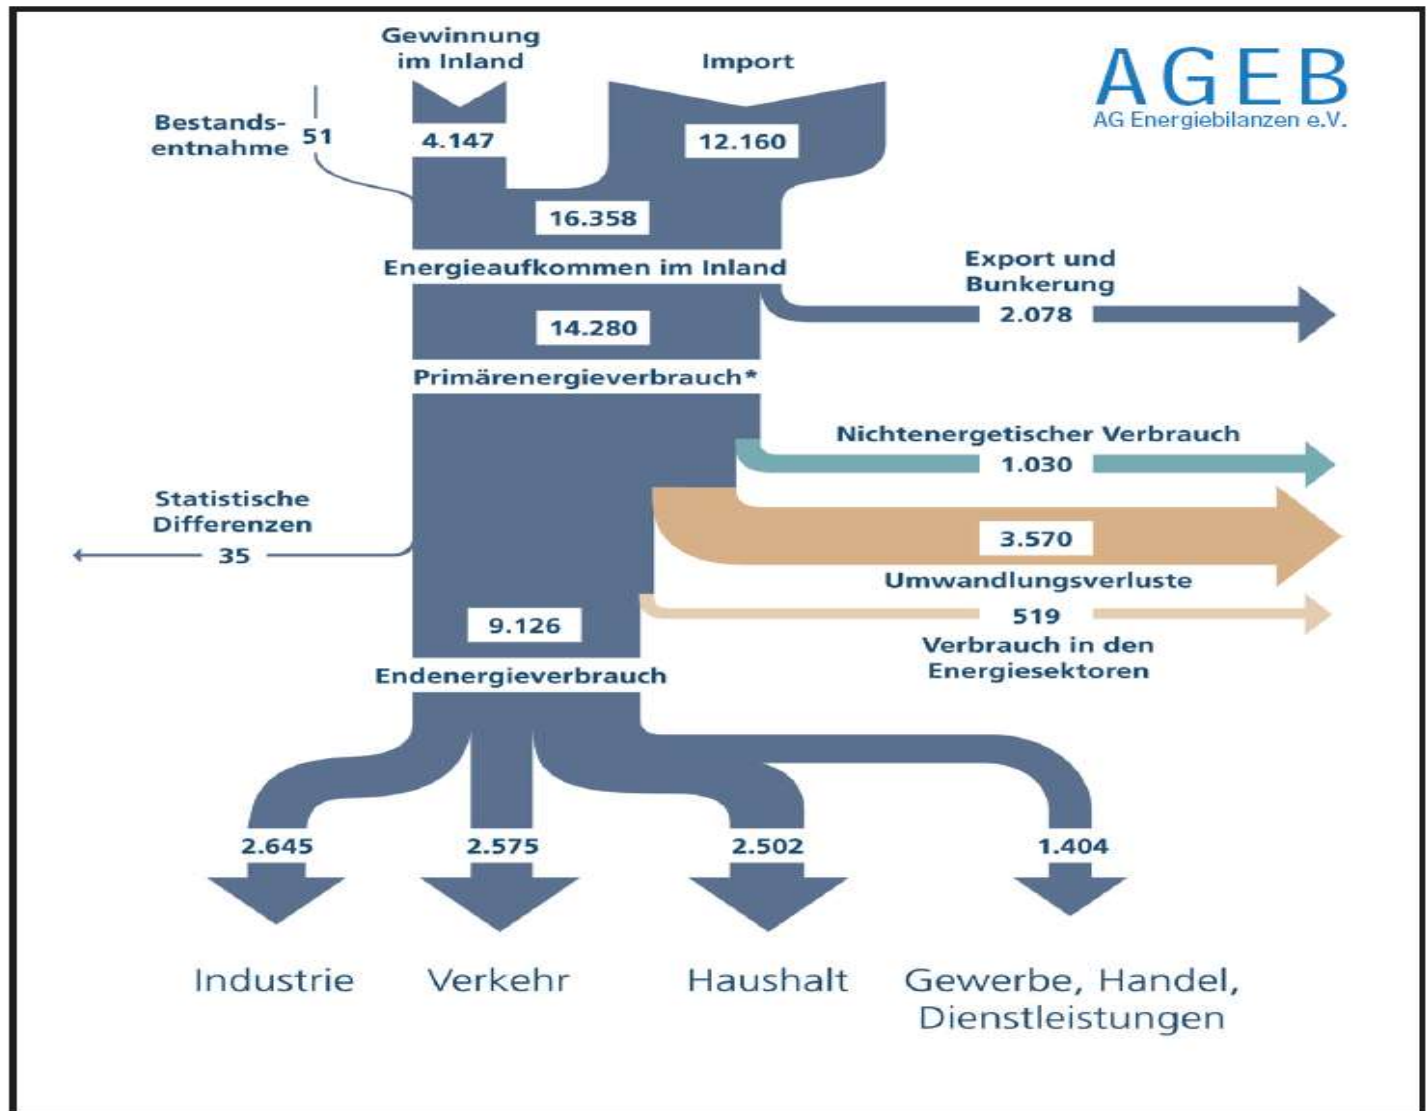 Gewinnung
im Inland
Import
AGEB
AG Energiebilanzen e.V.
Bestands-
entnahme
51
4.147
12.160
16.358
Energieaufkommen im Inland
Export und
Bunkerung
2.078
14.280
Primärenergieverbrauch*
Nichtenergetischer Verbrauch
1.030
Statistische
Differenzen
35
3.570
Umwandlungsverluste
519
Verbrauch in den
Energiesektoren
9.126
Endenergieverbrauch
2.645
2.575
2.502
1.404
Industrie
Verkehr
Haushalt
Gewerbe, Handel,
Dienstleistungen